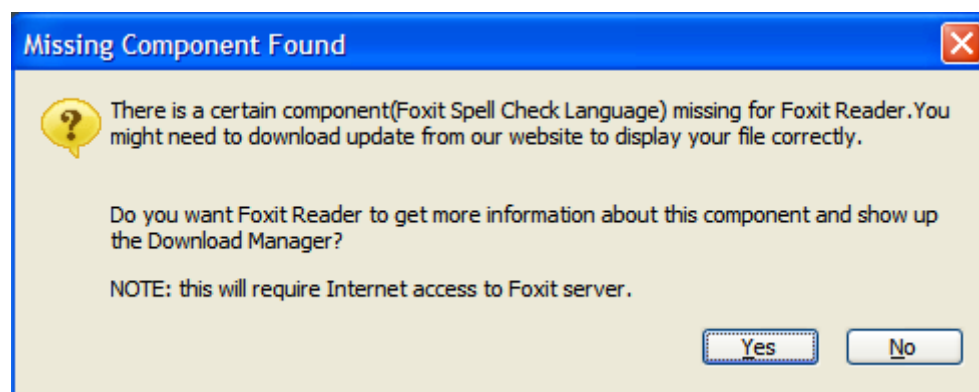 Missing Component Found
There is a certain component(Foxit Spell Check Language) missing for Foxit Reader.You
might need to download update from our website to display your file correctly.
Do you want Foxit Reader to get more information about this component and show up
the Download Manager?
NOTE: this will require Internet access to Foxit server.
Yes No